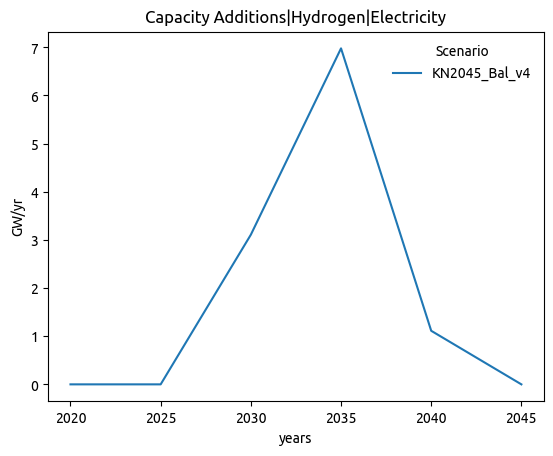 Capacity Additions|Hydrogen|Electricity
Scenario
KN2045_Bal_v4
GW/yr
7
6
5
4
3
2
1
0
2020 2025 2030 2035 2040 2045
years